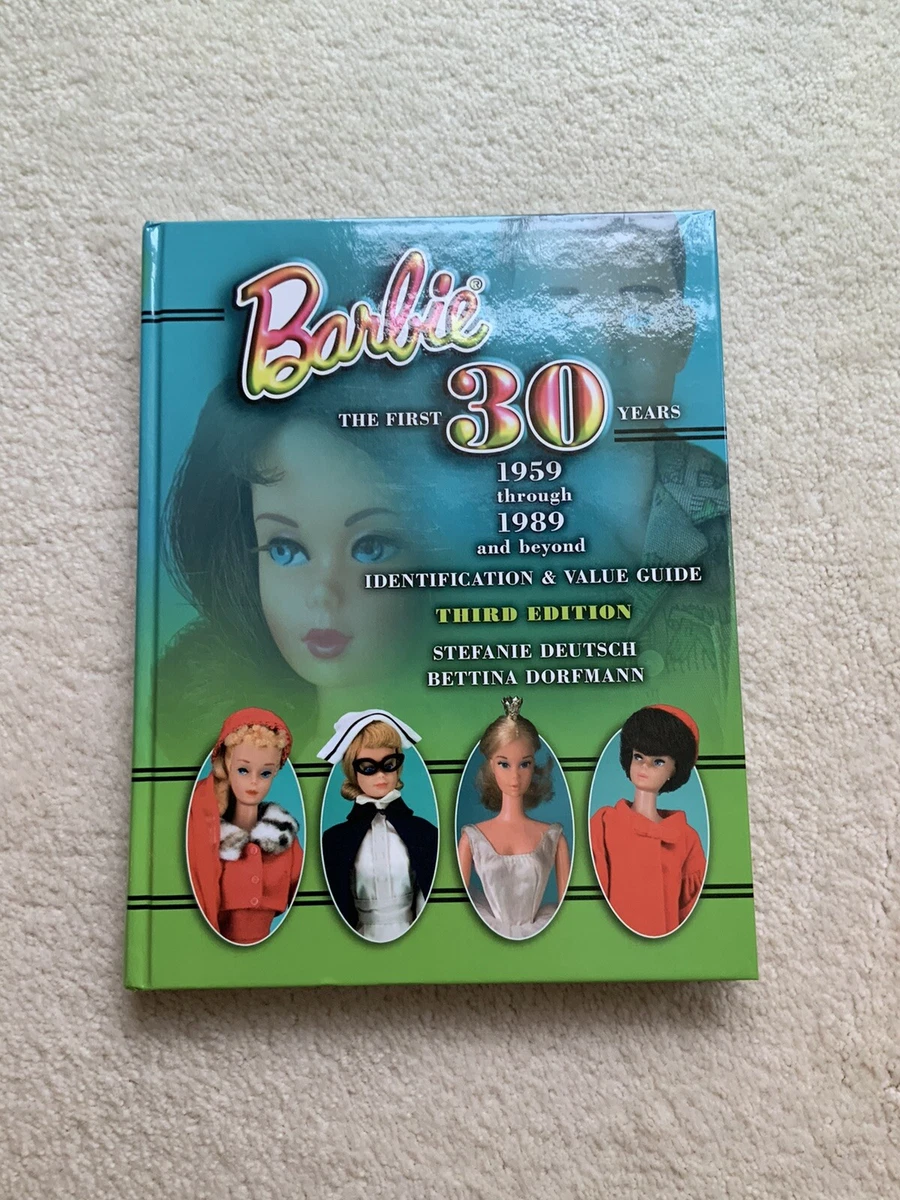 Barbie®
THE FIRST 30 YEARS
1959
through
1989
and beyond
IDENTIFICATION & VALUE GUIDE
THIRD EDITION
STEFANIE DEUTSCH
BETTINA DORFMANN